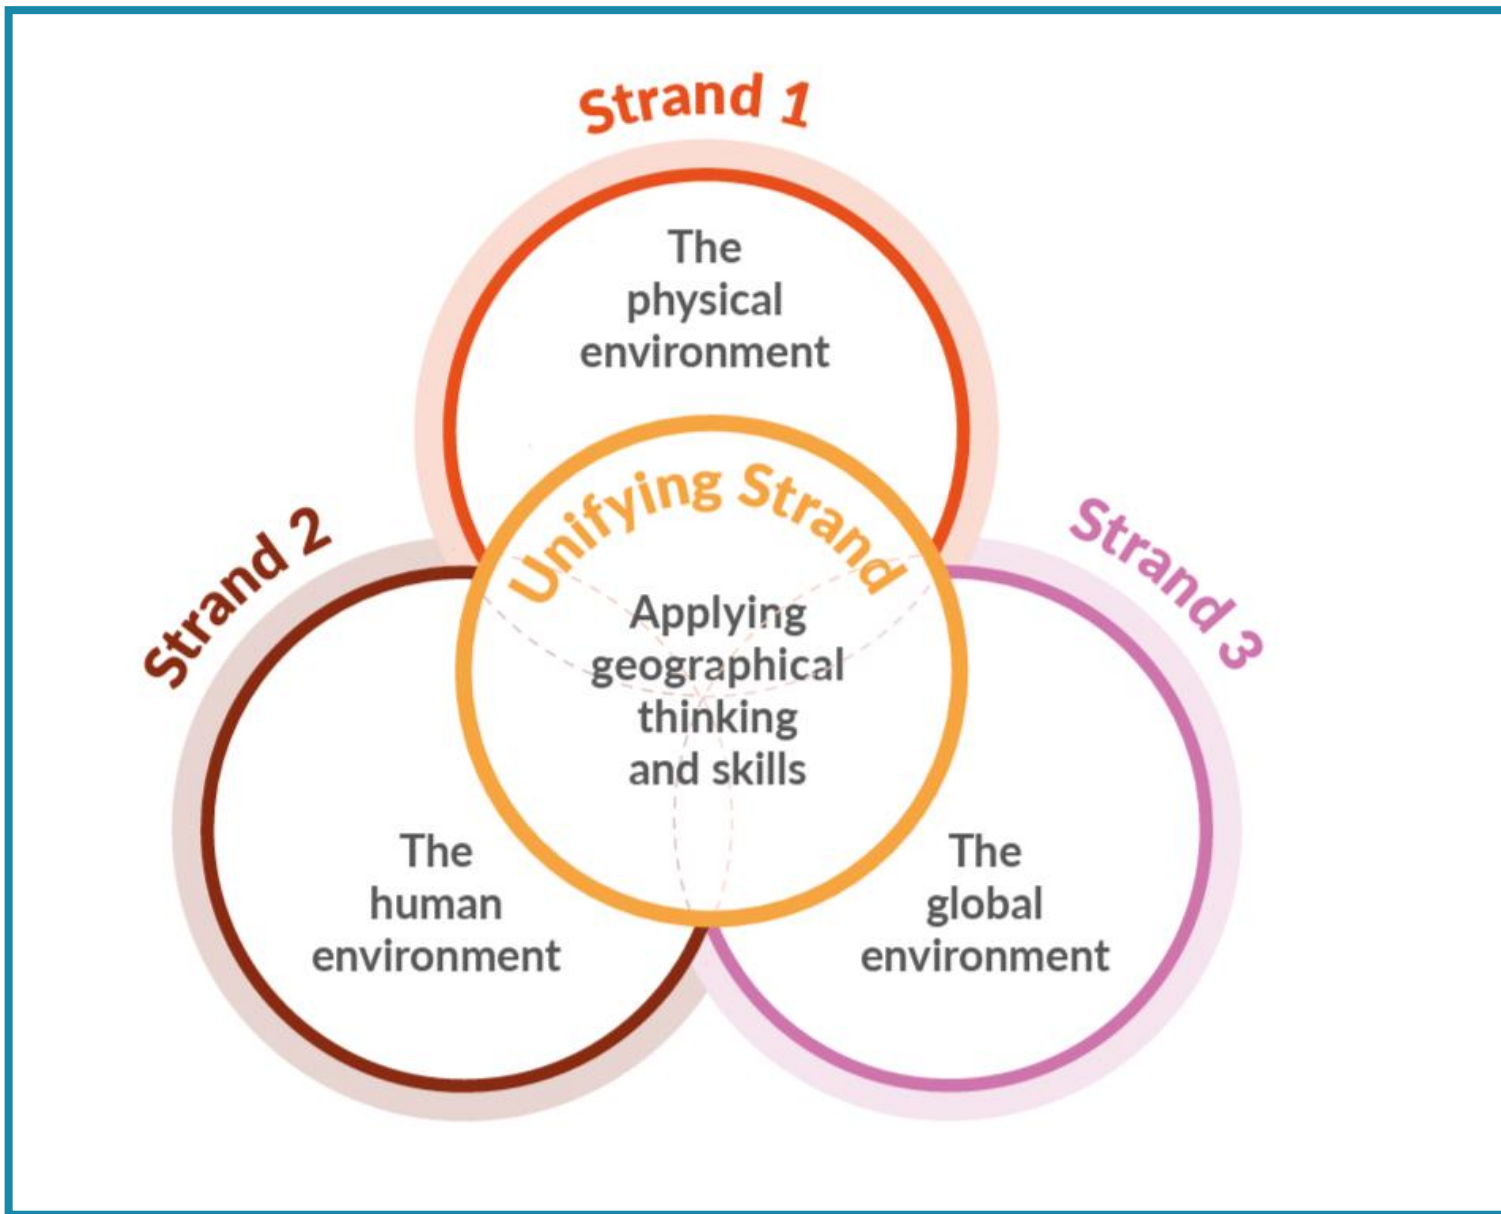 Strand 1
The
physical
environment
Unifying Strand
Applying
geographical
thinking
and skills
Strand 2
The
human
environment
Strand 3
The
global
environment